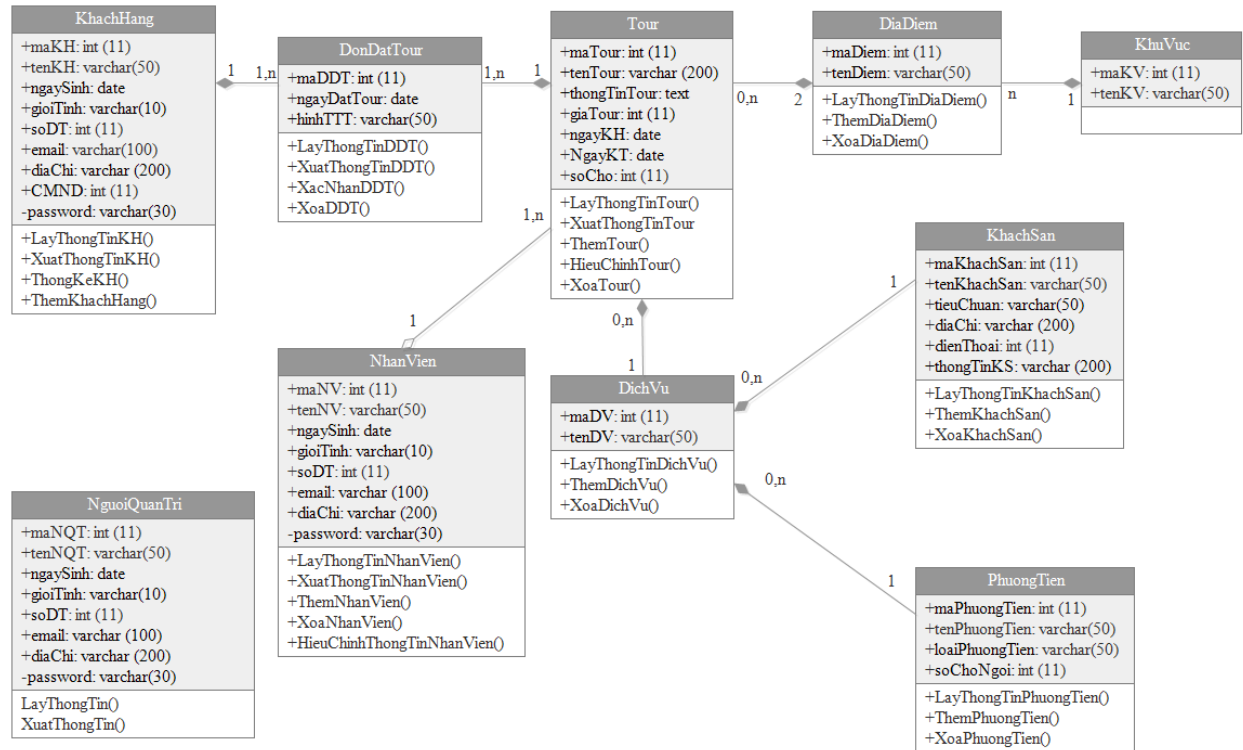 KhachHang
+maKH: int (11)
+tenKH: varchar(50)
+ngaySinh: date
+gioiTinh: varchar(10)
+soDT: int (11)
+email: varchar(100)
+diaChi: varchar (200)
+CMND: int (11)
-password: varchar(30)
+LayThongTinKH()
+XuatThongTinKH()
+ThongKeKH()
+ThemKhachHang()
1
1,n
DonDatTour
+maDDT: int (11)
+ngayDatTour: date
+hinhTTT: varchar(50)
+LayThongTinDDT()
+XuatThongTinDDT()
+XacNhanDDT()
+XoaDDT()
1,n
1
Tour
+maTour: int (11)
+tenTour: varchar (200)
+thongTinTour: text
+giaTour: int (11)
+ngayKH: date
+NgayKT: date
+soCho: int (11)
+LayThongTinTour()
+XuatThongTinTour
+ThemTour()
+HieuChinhTour()
+XoaTour()
0,n
2
DiaDiem
+maDiem: int (11)
+tenDiem: varchar(50)
+LayThongTinDiaDiem()
+ThemDiaDiem()
+XoaDiaDiem()
n
1
KhuVuc
+maKV: int (11)
+tenKV: varchar(50)
1,n
1
0,n
1
NhanVien
+maNV: int (11)
+tenNV: varchar(50)
+ngaySinh: date
+gioiTinh: varchar(10)
+soDT: int (11)
+email: varchar (100)
+diaChi: varchar (200)
-password: varchar(30)
+LayThongTinNhanVien()
+XuatThongTinNhanVien()
+ThemNhanVien()
+XoaNhanVien()
+HieuChinhThongTinNhanVien()
DichVu
+maDV: int (11)
+tenDV: varchar(50)
+LayThongTinDichVu()
+ThemDichVu()
+XoaDichVu()
0,n
1
KhachSan
+maKhachSan: int (11)
+tenKhachSan: varchar(50)
+tieuChuan: varchar(50)
+diaChi: varchar (200)
+dienThoai: int (11)
+thongTinKS: varchar (200)
+LayThongTinKhachSan()
+ThemKhachSan()
+XoaKhachSan()
0,n
1
NguoiQuanTri
+maNQT: int (11)
+tenNQT: varchar(50)
+ngaySinh: date
+gioiTinh: varchar(10)
+soDT: int (11)
+email: varchar (100)
+diaChi: varchar (200)
-password: varchar(30)
LayThongTin()
XuatThongTin()
PhuongTien
+maPhuongTien: int (11)
+tenPhuongTien: varchar(50)
+loaiPhuongTien: varchar(50)
+soChoNgoi: int (11)
+LayThongTinPhuongTien()
+ThemPhuongTien()
+XoaPhuongTien()